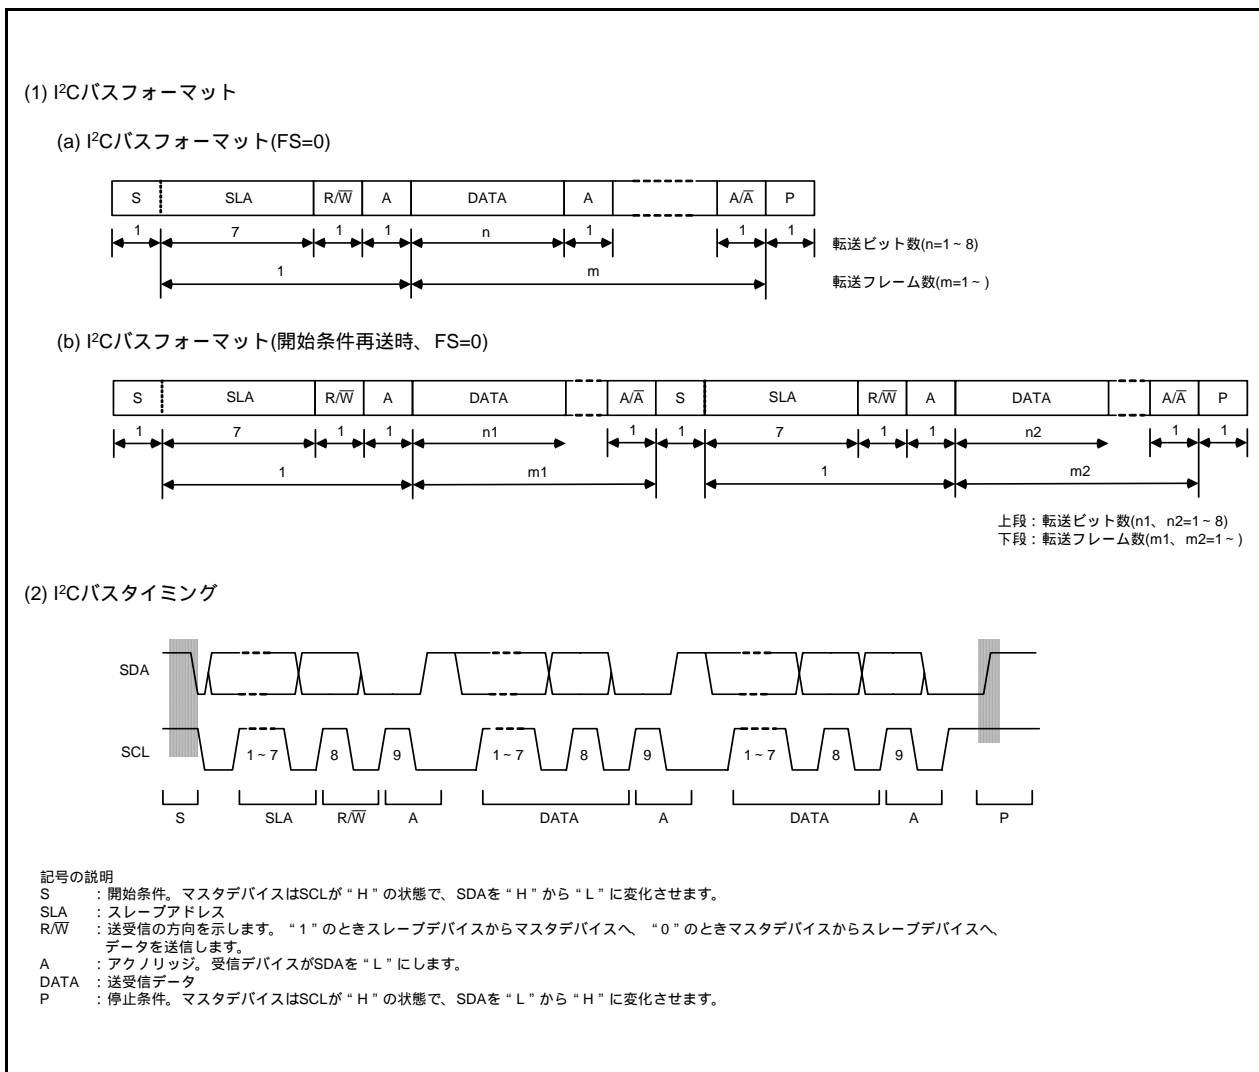 (1) I²Cバスフォーマット
(a) I²Cバスフォーマット(FS=0)
S SLA R/W̅ A DATA A A/A̅ P
1 7 1 1 n 1 1 1
転送ビット数(n=1~8)
1 m
転送フレーム数(m=1~ )
(b) I²Cバスフォーマット(開始条件再送時、FS=0)
S SLA R/W̅ A DATA A/A̅ S SLA R/W̅ A DATA A/A̅ P
1 7 1 1 n1 1 1 7 1 1 n2 1 1
1 m1 1 m2
上段:転送ビット数(n1、n2=1~8)
下段:転送フレーム数(m1、m2=1~ )
(2) I²Cバスタイミング
SDA
SCL 1~7 8 9 1~7 8 9 1~7 8 9
S SLA R/W̅ A DATA A DATA A P
記号の説明
S :開始条件。マスタデバイスはSCLが“H”の状態で、SDAを“H”から“L”に変化させます。
SLA :スレーブアドレス
R/W̅ :送受信の方向を示します。“1”のときスレーブデバイスからマスタデバイスへ、“0”のときマスタデバイスからスレーブデバイスへ、
データを送信します。
A :アクノリッジ。受信デバイスがSDAを“L”にします。
DATA :送受信データ
P :停止条件。マスタデバイスはSCLが“H”の状態で、SDAを“L”から“H”に変化させます。